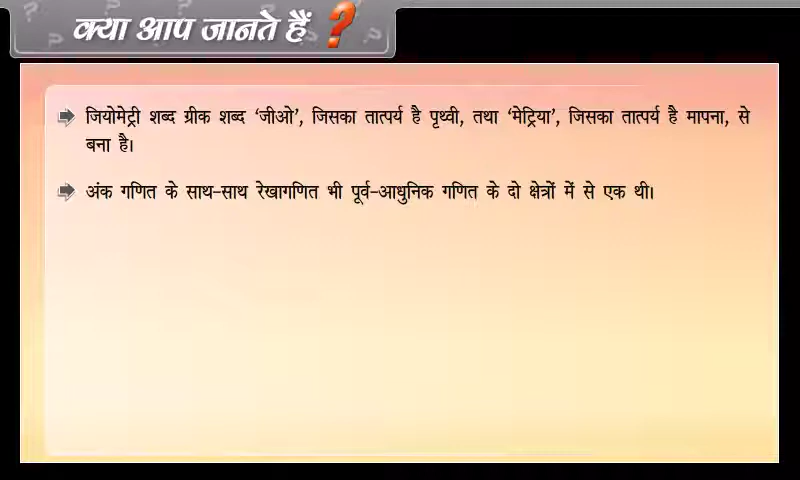 क्या आप जानते हैं ?
जियोमेट्री शब्द ग्रीक शब्द ‘जीओ’, जिसका तात्पर्य है पृथ्वी, तथा ‘मेट्रिया’, जिसका तात्पर्य है मापना, से
बना है।
अंक गणित के साथ-साथ रेखागणित भी पूर्व-आधुनिक गणित के दो क्षेत्रों में से एक थी।